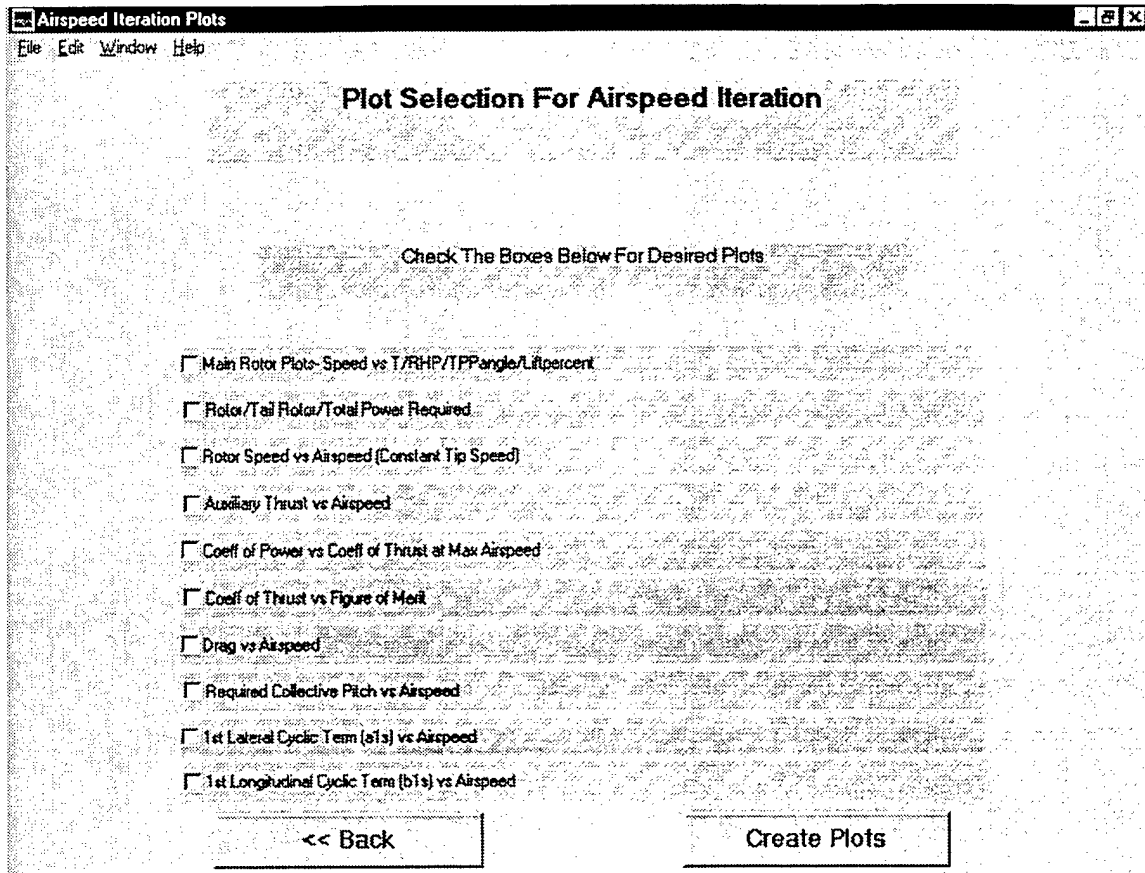 Airspeed Iteration Plots
File Edit Window Help
Plot Selection For Airspeed Iteration
Check The Boxes Below For Desired Plots
Main Rotor Plots- Speed vs T/RHP/TPPangle/Liftpercent
Rotor/Tail Rotor/Total Power Required
Rotor Speed vs Airspeed (Constant Tip Speed)
Auxiliary Thrust vs Airspeed
Coeff of Power vs Coeff of Thrust at Max Airspeed
Coeff of Thrust vs Figure of Merit
Drag vs Airspeed
Required Collective Pitch vs Airspeed
1st Lateral Cyclic Term (a1s) vs Airspeed
1st Longitudinal Cyclic Term (b1s) vs Airspeed
<< Back Create Plots